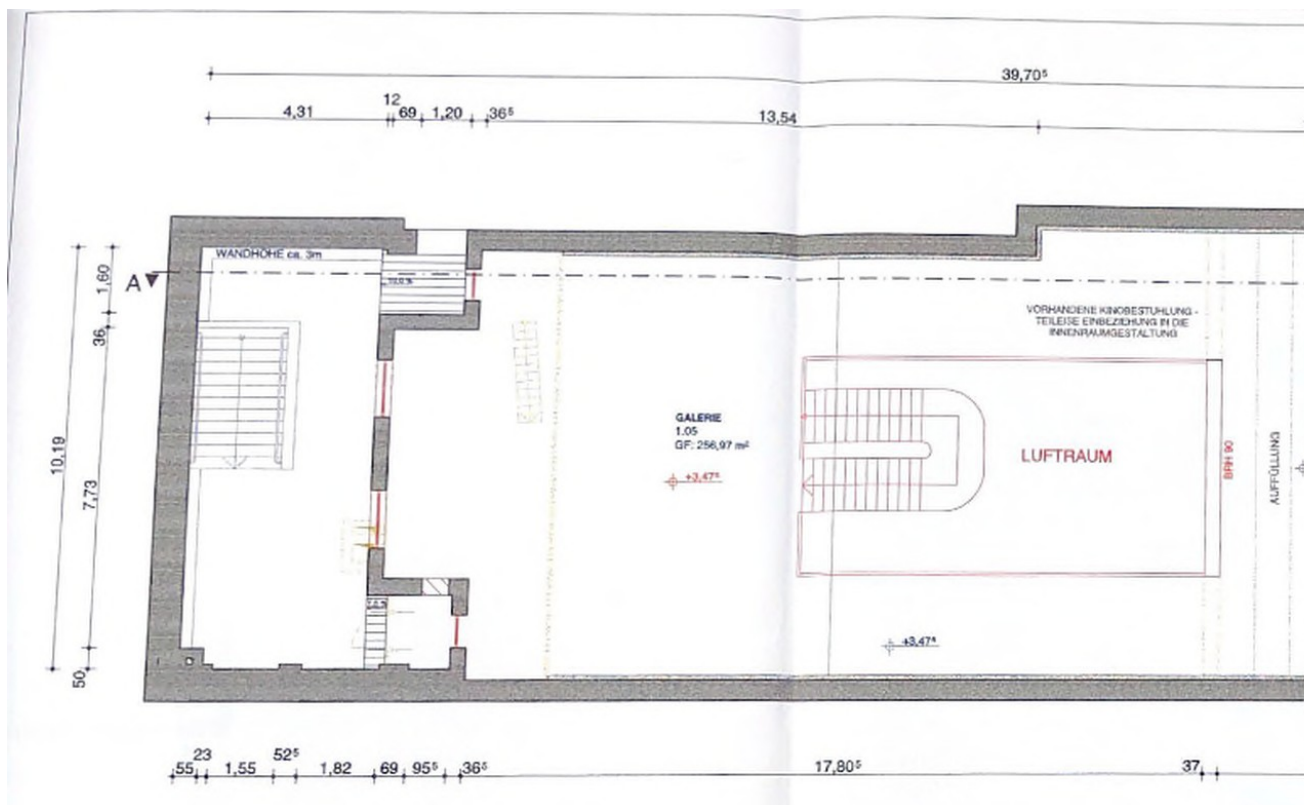 39,70⁵
12
4,31 69 1,20 36⁵ 13,54
WANDHÖHE ca. 3m
A
1,60
36
10,19
7,73
50
VORHANDENE KINOBESTUHLUNG -
TEILEISE EINBEZIEHUNG IN DIE
INNENRAUMGESTALTUNG
GALERIE
1.05
GF: 256,97 m²
+3,47⁵
LUFTRAUM
BRH 90
AUFFÜLLUNG
+3,47⁵
23 52⁵
55 1,55 1,82 69 95⁵ 36⁵ 17,80⁵ 37